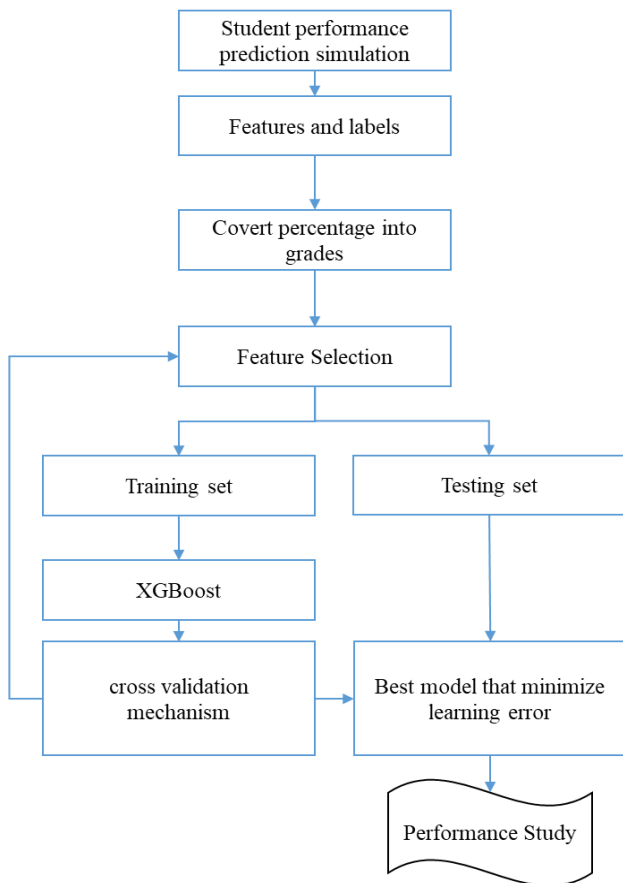 Student performance
prediction simulation
Features and labels
Covert percentage into
grades
Feature Selection
Training set
Testing set
XGBoost
cross validation
mechanism
Best model that minimize
learning error
Performance Study